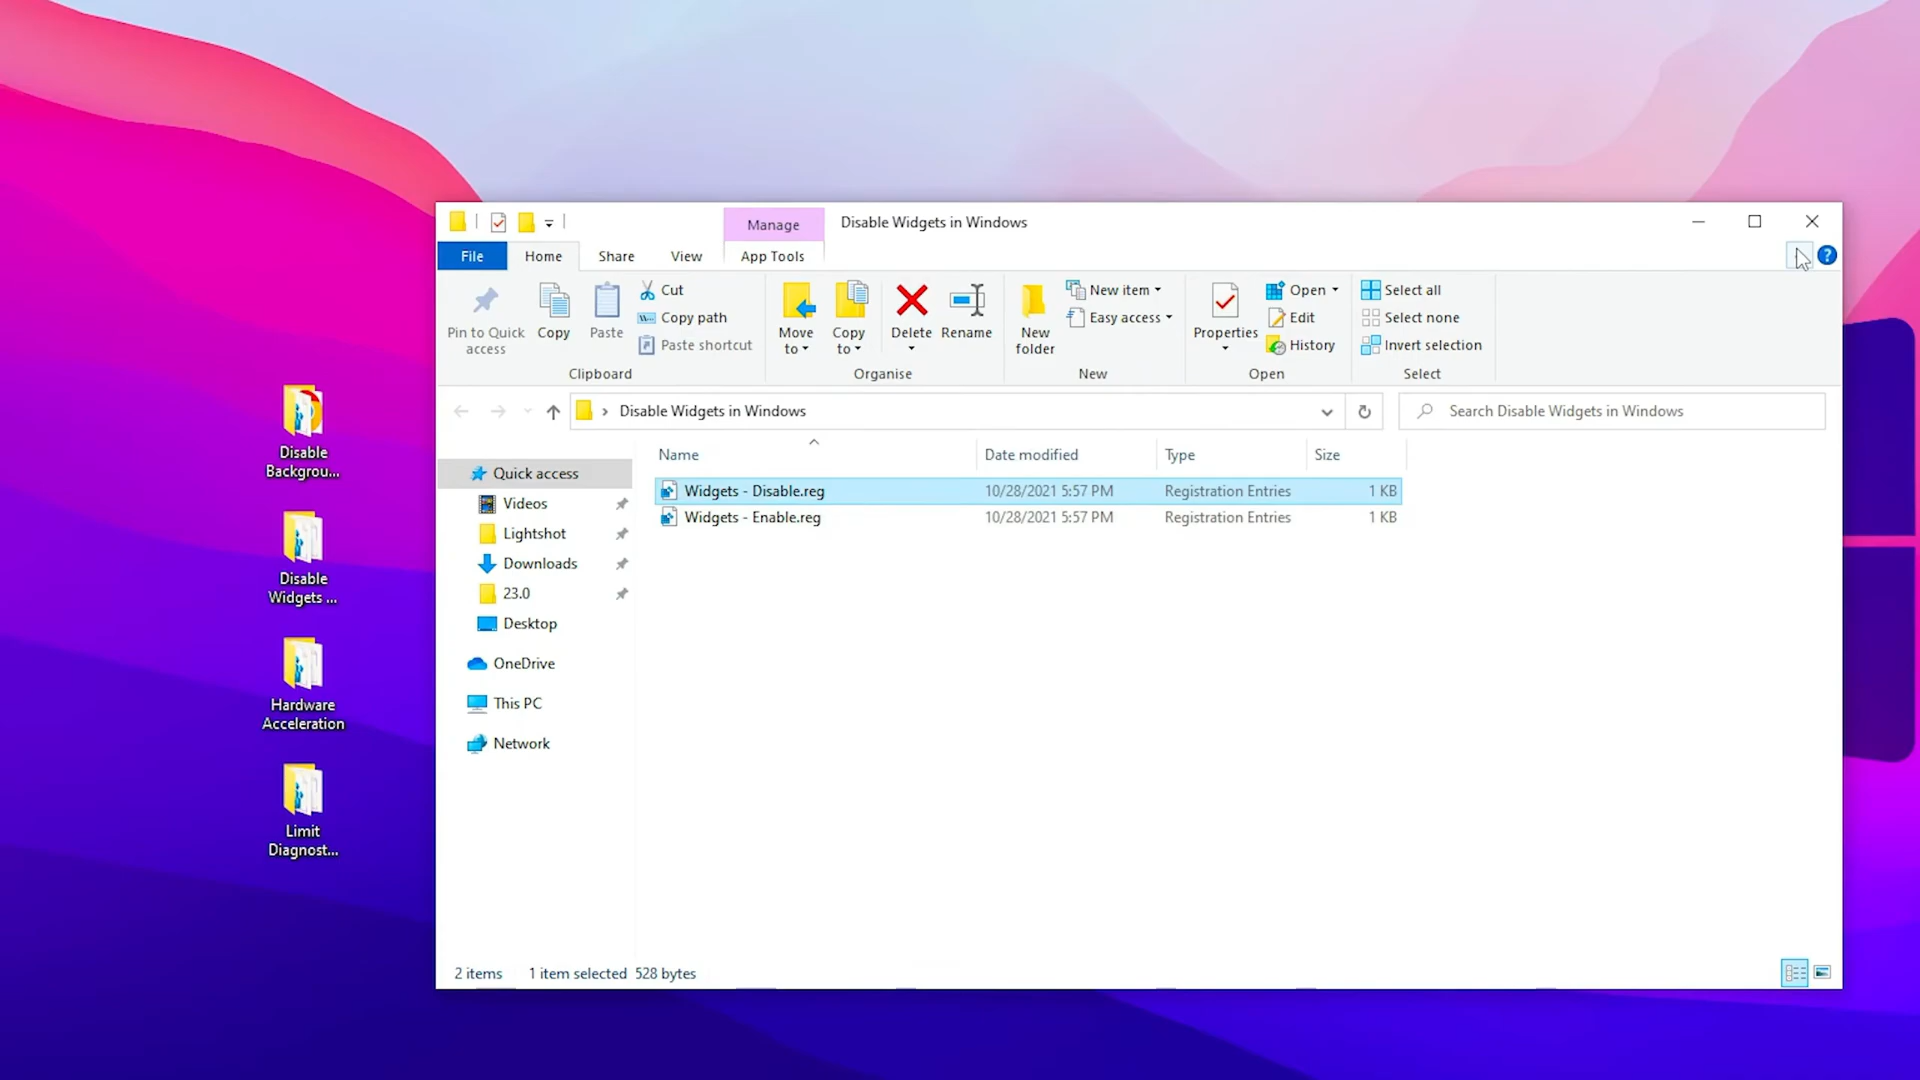 Manage
Disable Widgets in Windows
File
Home
Share
View
App Tools
Pin to Quick
access
Copy
Paste
Cut
Copy path
Paste shortcut
Clipboard
Move
to
Copy
to
Delete
Rename
Organise
New
folder
New item
Easy access
New
Properties
Open
Edit
History
Open
Select all
Select none
Invert selection
Select
Disable Widgets in Windows
Search Disable Widgets in Windows
Name
Date modified
Type
Size
Widgets - Disable.reg 10/28/2021 5:57 PM Registration Entries 1 KB
Widgets - Enable.reg 10/28/2021 5:57 PM Registration Entries 1 KB
Quick access
Videos
Lightshot
Downloads
23.0
Desktop
OneDrive
This PC
Network
2 items 1 item selected 528 bytes
Disable
Backgrou...
Disable
Widgets ...
Hardware
Acceleration
Limit
Diagnost...